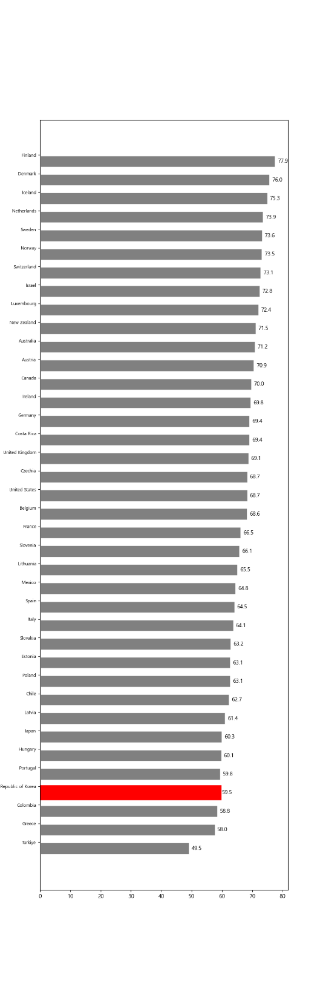 Finland 77.9
Denmark 76.0
Iceland 75.3
Netherlands 73.9
Sweden 73.6
Norway 73.5
Switzerland 73.1
Israel 72.8
Luxembourg 72.4
New Zealand 71.5
Australia 71.2
Austria 70.9
Canada 70.0
Ireland 69.8
Germany 69.4
Costa Rica 69.4
United Kingdom 69.1
Czechia 68.7
United States 68.7
Belgium 68.6
France 66.5
Slovenia 66.1
Lithuania 65.5
Mexico 64.8
Spain 64.5
Italy 64.1
Slovakia 63.2
Estonia 63.1
Poland 63.1
Chile 62.7
Latvia 61.4
Japan 60.3
Hungary 60.1
Portugal 59.8
Republic of Korea 59.5
Colombia 58.8
Greece 58.0
Türkiye 49.5
0 10 20 30 40 50 60 70 80